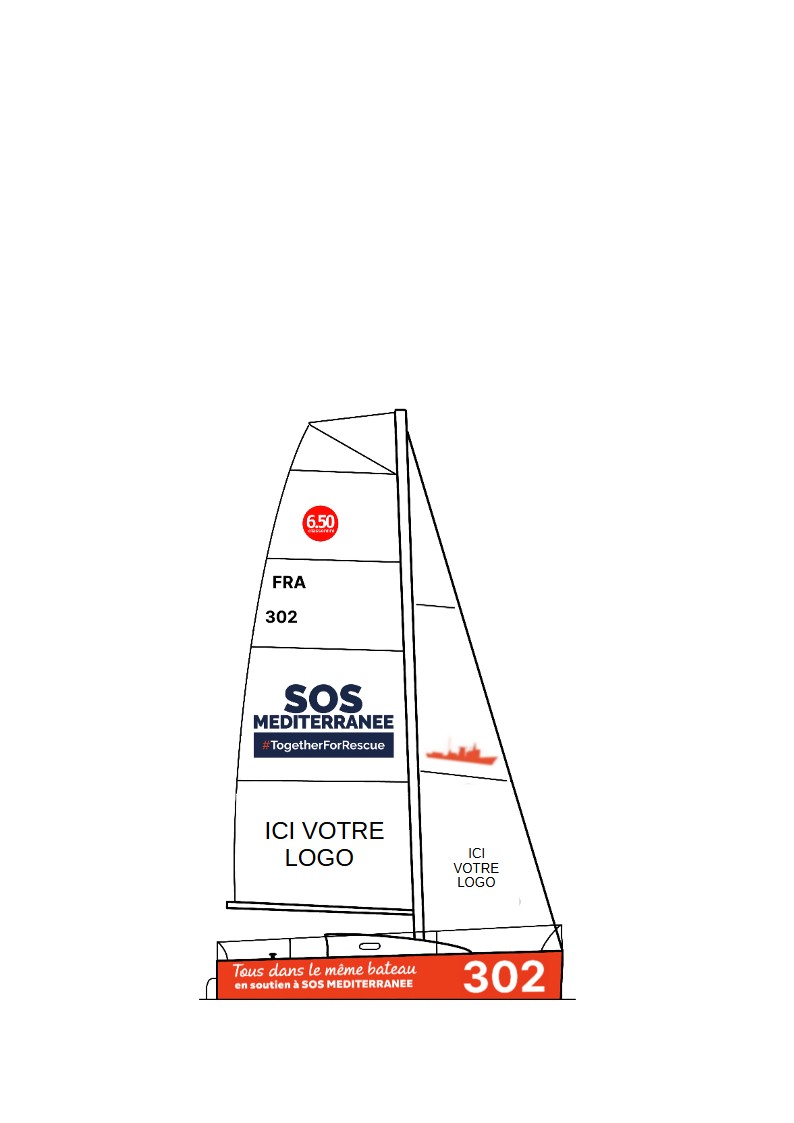 6.50
FRA
302
SOS
MEDITERRANEE
#TogetherForRescue
ICI VOTRE
LOGO
ICI
VOTRE
LOGO
Tous dans le même bateau
en soutien à SOS MEDITERRANEE
302